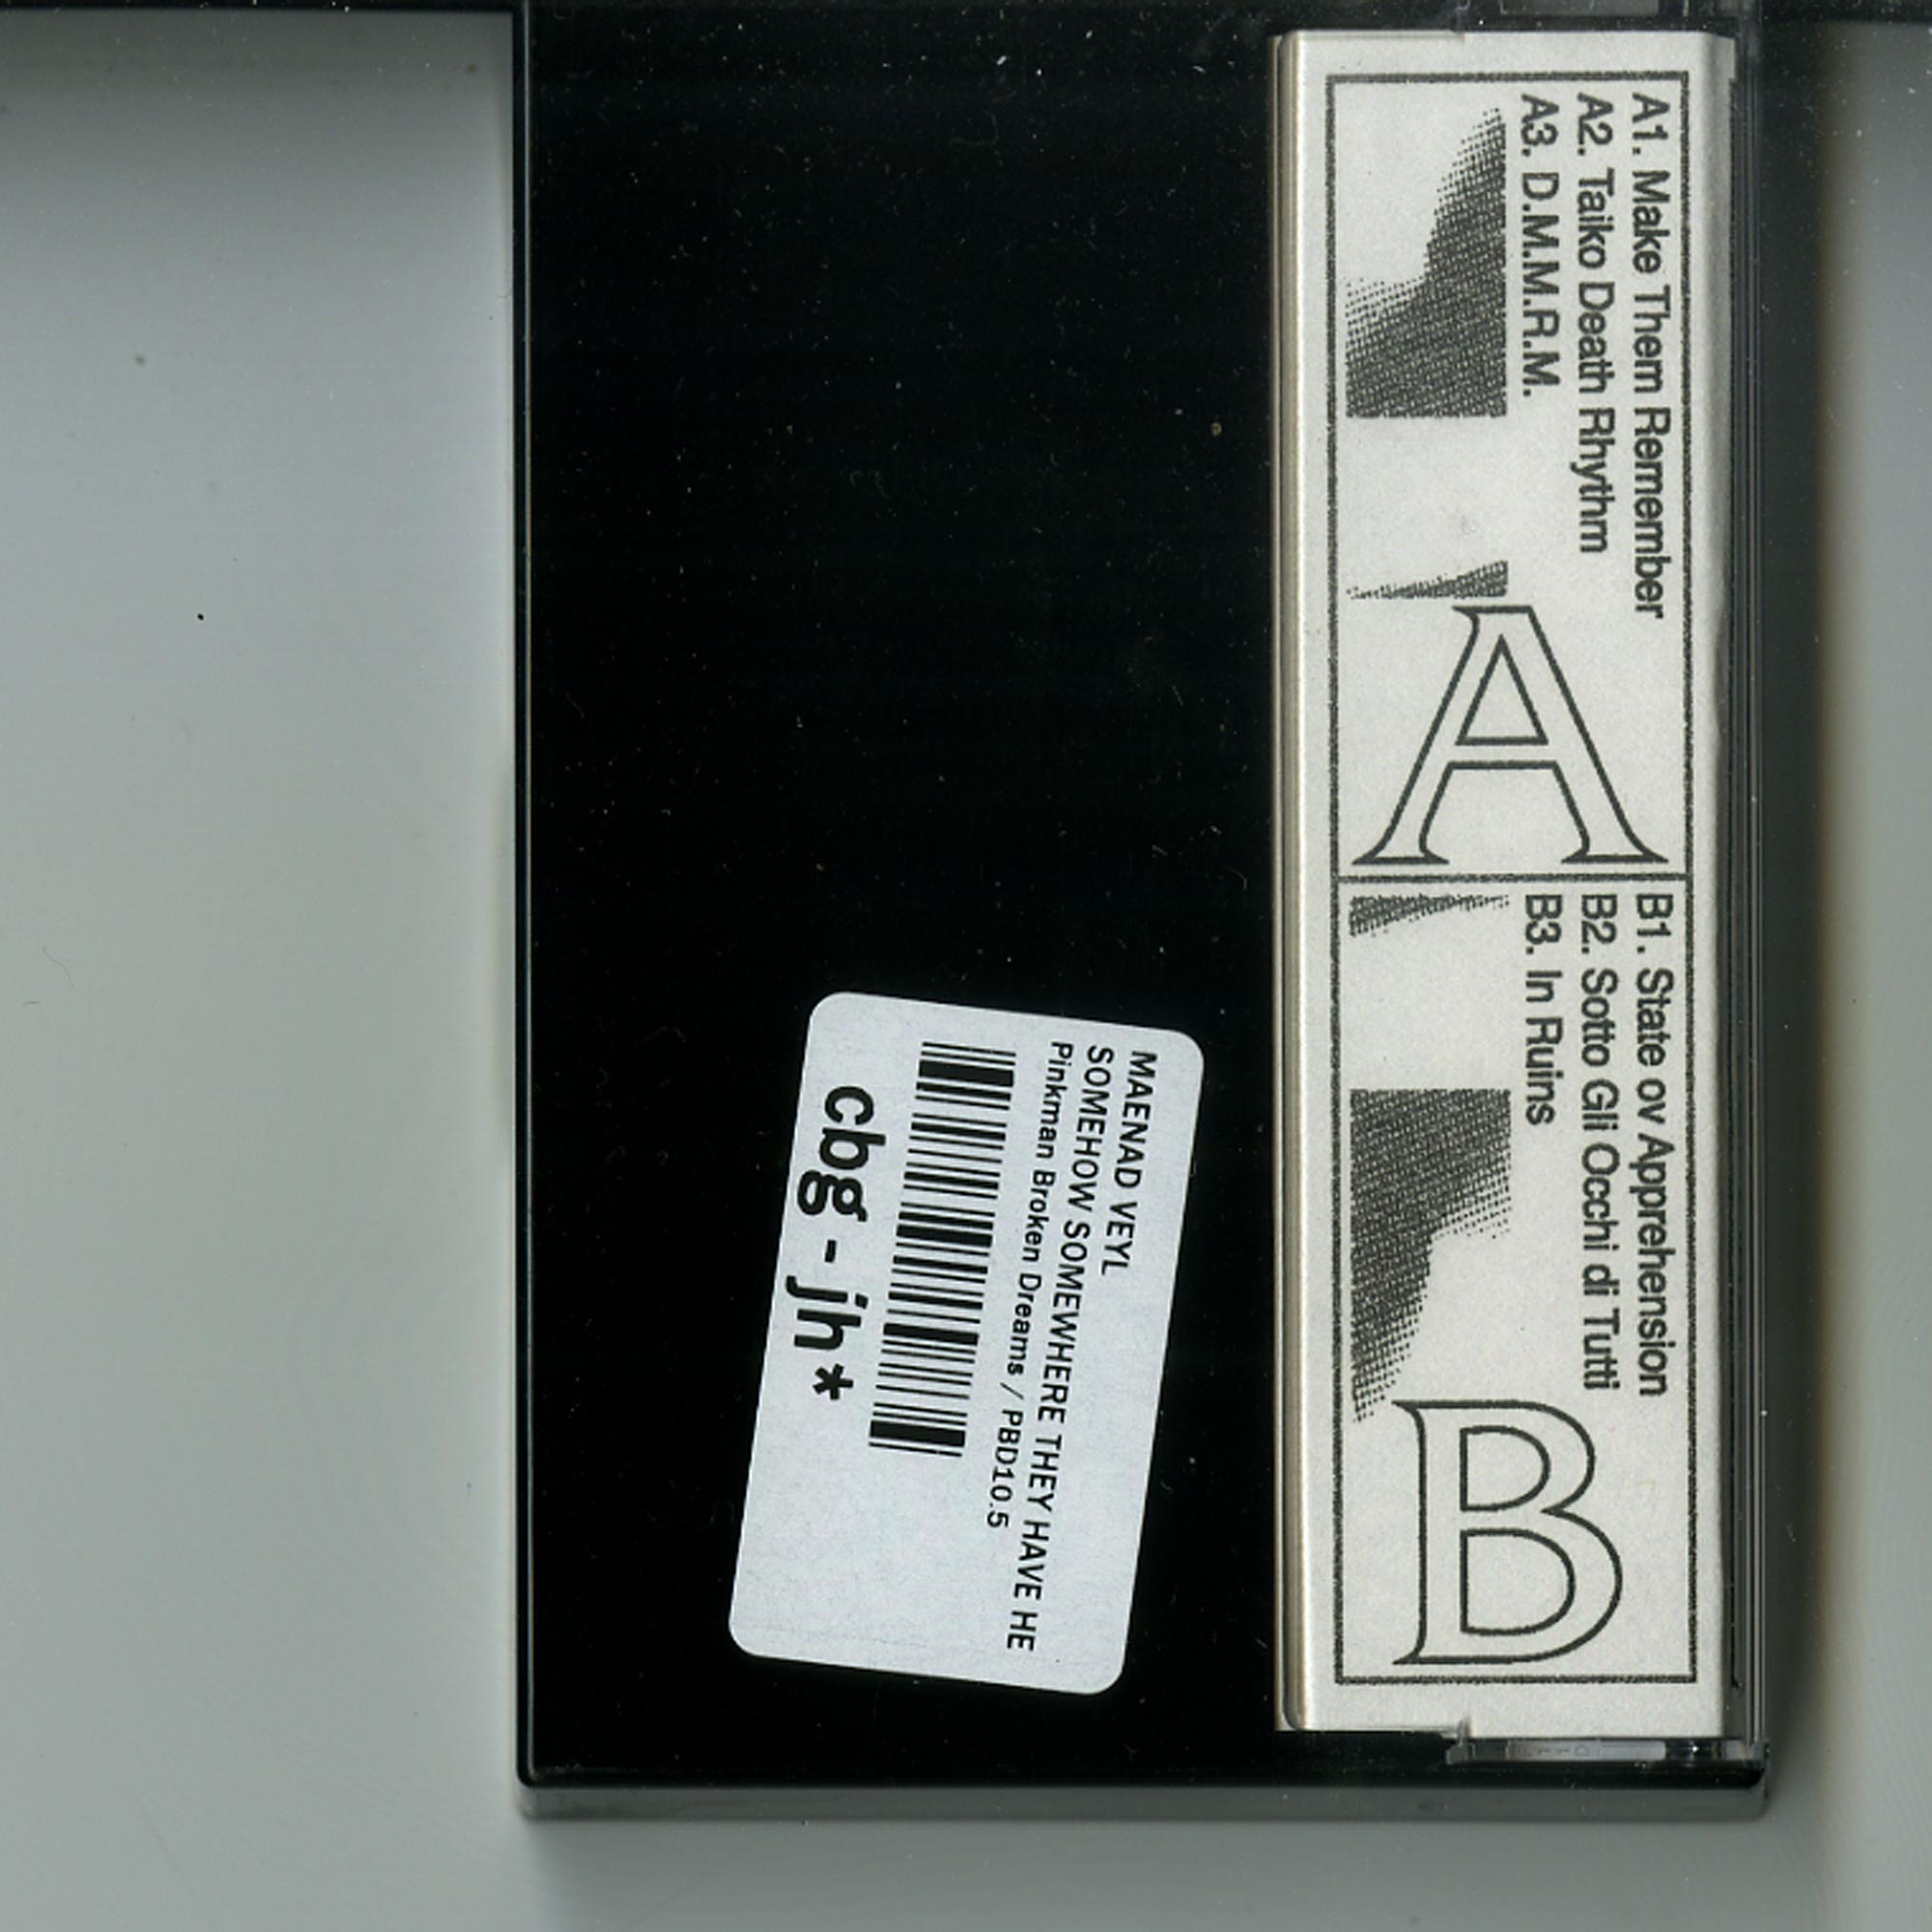 A1. Make Them Remember
A2. Taiko Death Rhythm
A3. D.M.M.R.M.
A
B1. State ov Apprehension
B2. Sotto Gli Occhi di Tutti
B3. In Ruins
B
MAENAD VEYL
SOMEHOW SOMEWHERE THEY HAVE HE
Pinkman Broken Dreams / PBD10.5
cbg - jh*